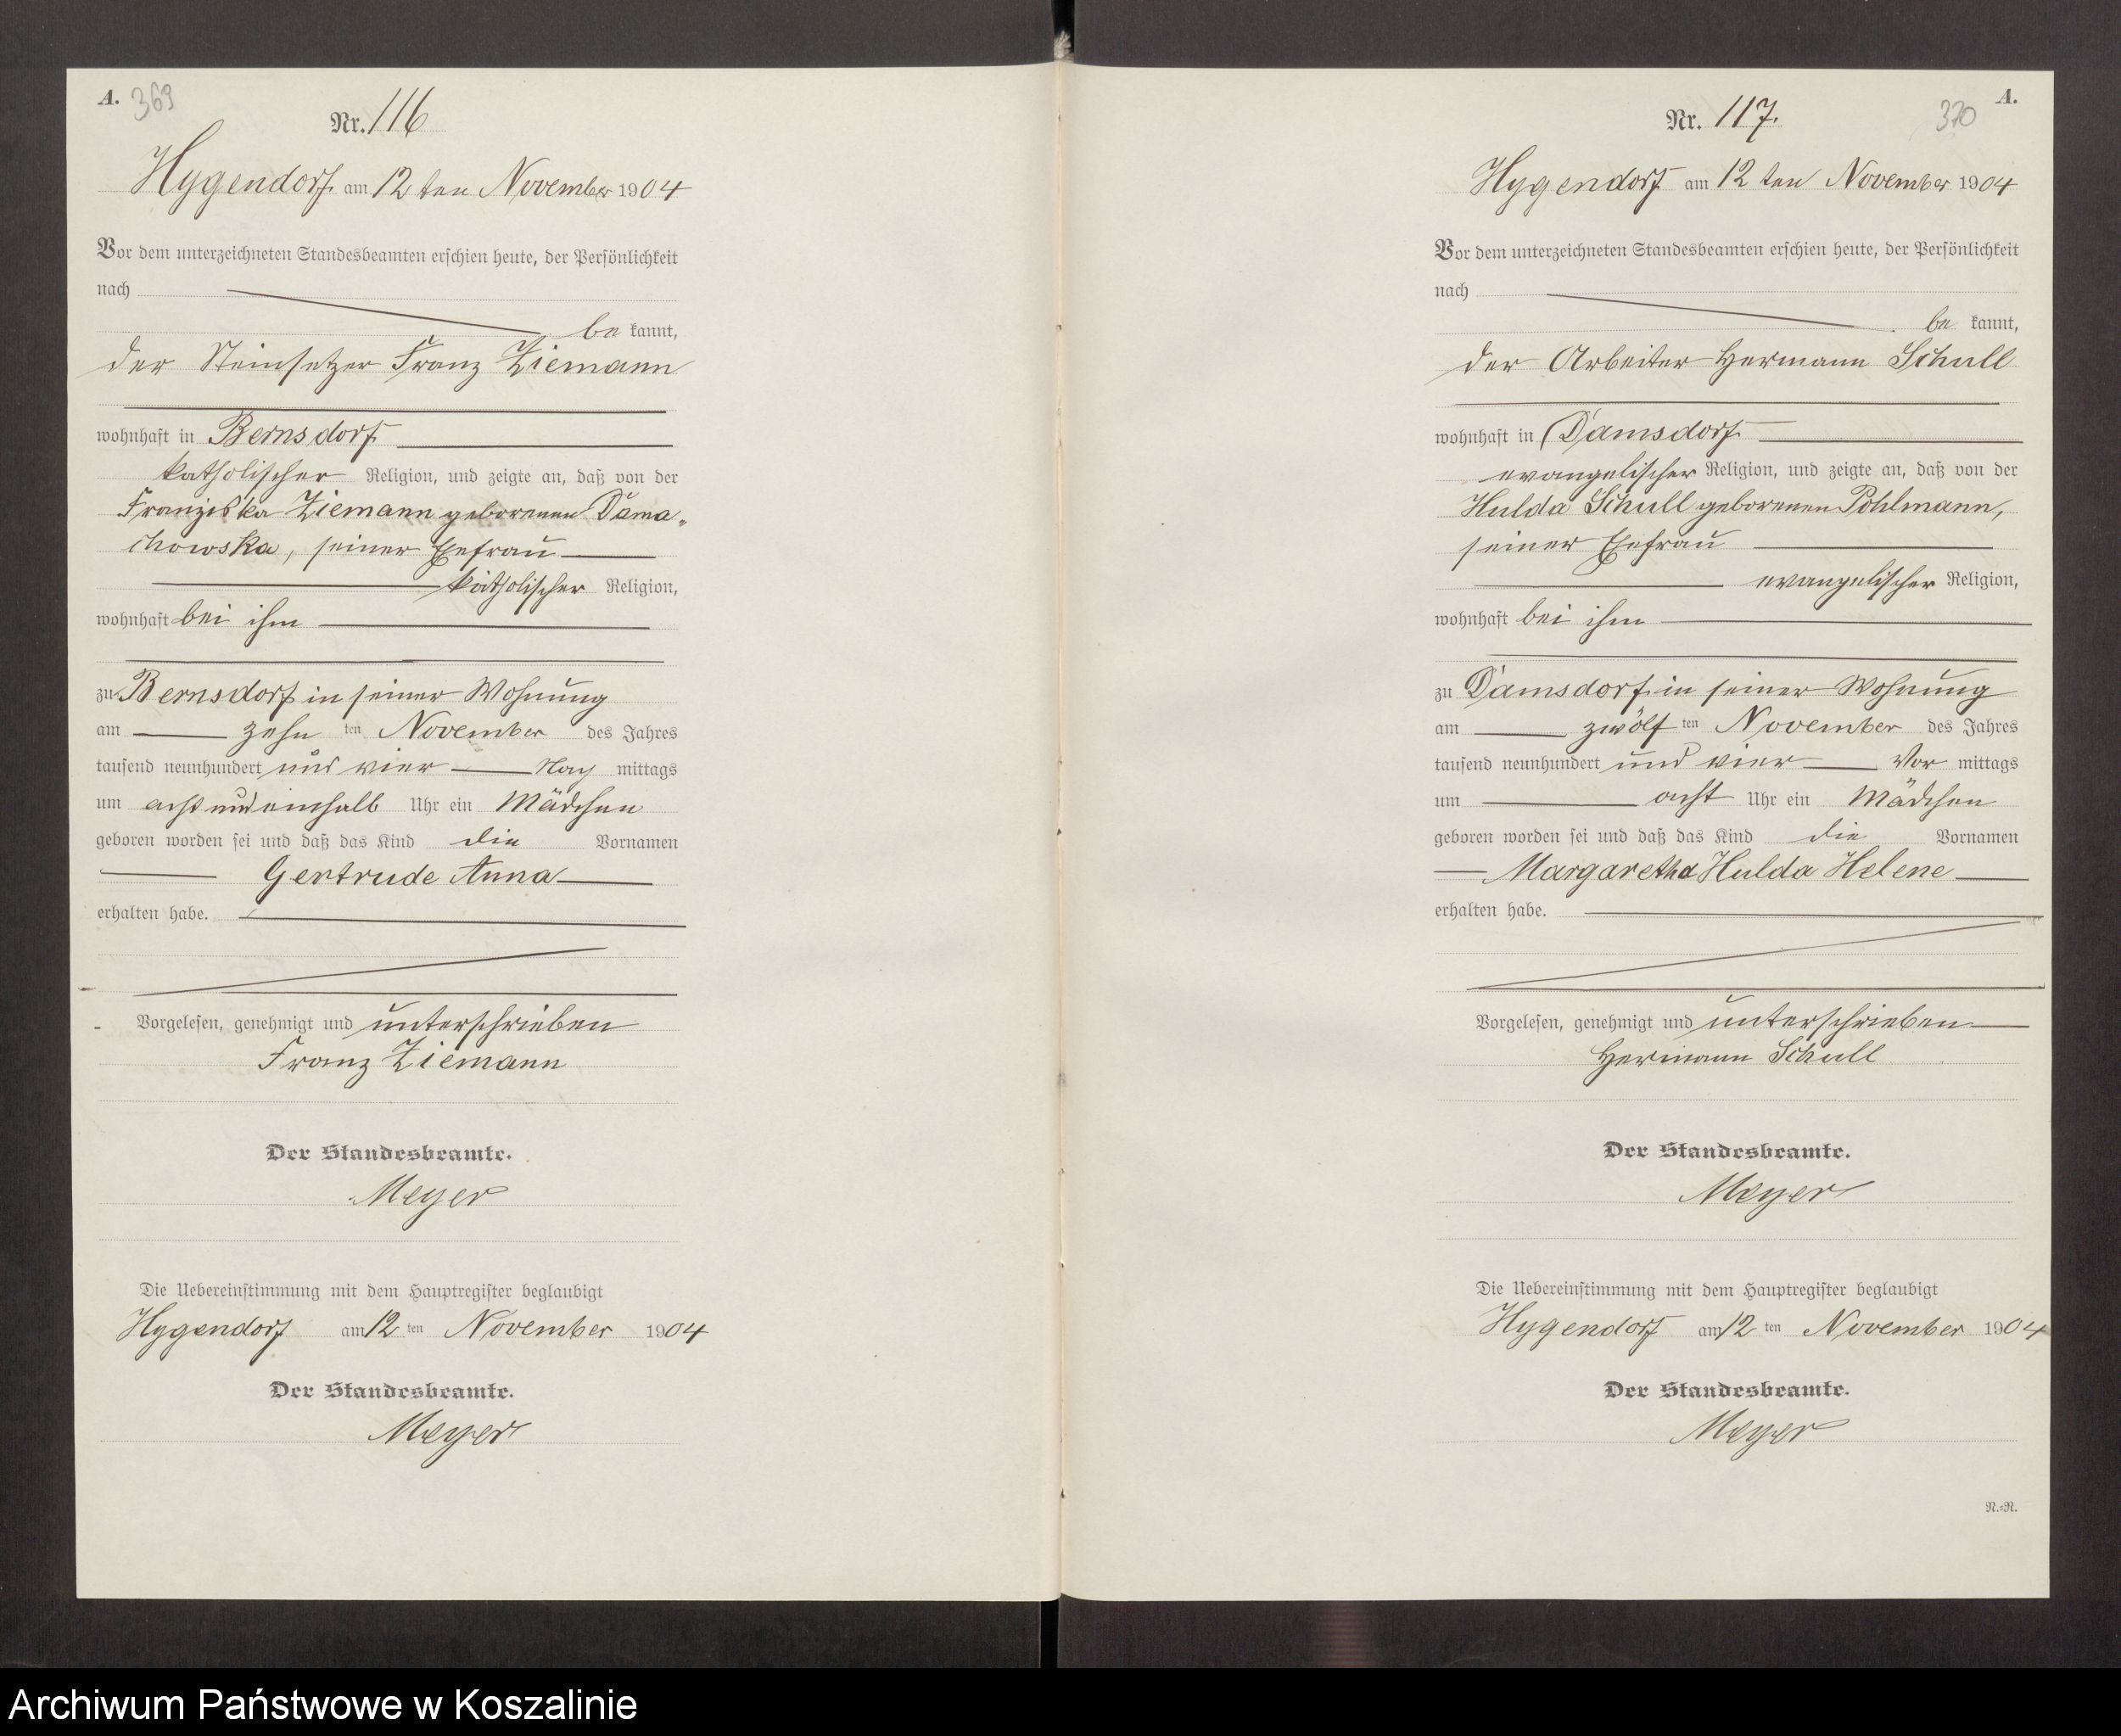 A. 369
Nr. 116
Hygendorf am 12ten November 1904
Vor dem unterzeichneten Standesbeamten erschien heute, der Persönlichkeit
nach
be kannt,
der Steinsetzer Franz Ziemann
wohnhaft in Bernsdorf
katholischer Religion, und zeigte an, daß von der
Franziska Ziemann geborenen Dama-
chowska, seiner Ehefrau
katholischer Religion,
wohnhaft bei ihm
zu Bernsdorf in seiner Wohnung
am zehn ten November des Jahres
tausend neunhundert und vier Nach mittags
um acht und einhalb Uhr ein Mädchen
geboren worden sei und daß das Kind die Vornamen
Gertrude Anna
erhalten habe.
Vorgelesen, genehmigt und unterschrieben
Franz Ziemann
Der Standesbeamte.
Meyer
Die Uebereinstimmung mit dem Hauptregister beglaubigt
Hygendorf am 12 ten November 1904
Der Standesbeamte.
Meyer
370 A.
Nr. 117.
Hygendorf am 12ten November 1904
Vor dem unterzeichneten Standesbeamten erschien heute, der Persönlichkeit
nach
be kannt,
der Arbeiter Hermann Schull
wohnhaft in Damsdorf
evangelischer Religion, und zeigte an, daß von der
Hulda Schull geborenen Pohlmann,
seiner Ehefrau
evangelischer Religion,
wohnhaft bei ihm
zu Damsdorf in seiner Wohnung
am zwölf ten November des Jahres
tausend neunhundert und vier Vor mittags
um acht Uhr ein Mädchen
geboren worden sei und daß das Kind die Vornamen
Margaretha Hulda Helene
erhalten habe.
Vorgelesen, genehmigt und unterschrieben
Hermann Schull
Der Standesbeamte.
Meyer
Die Uebereinstimmung mit dem Hauptregister beglaubigt
Hygendorf am 12 ten November 1904
Der Standesbeamte.
Meyer
R.=R.
Archiwum Państwowe w Koszalinie